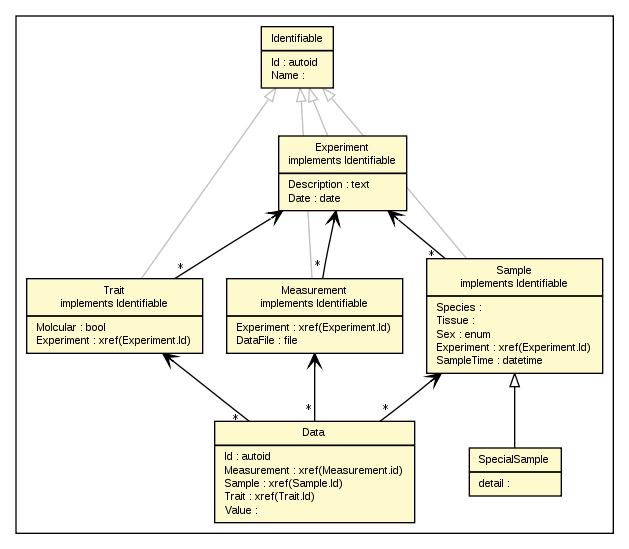 Identifiable
Id : autoid
Name :
Experiment
implements Identifiable
Description : text
Date : date
*
*
*
Trait
implements Identifiable
Molcular : bool
Experiment : xref(Experiment.Id)
Measurement
implements Identifiable
Experiment : xref(Experiment.Id)
DataFile : file
Sample
implements Identifiable
Species :
Tissue :
Sex : enum
Experiment : xref(Experiment.Id)
SampleTime : datetime
*
*
*
Data
Id : autoid
Measurement : xref(Measurement.id)
Sample : xref(Sample.Id)
Trait : xref(Trait.Id)
Value :
SpecialSample
detail :